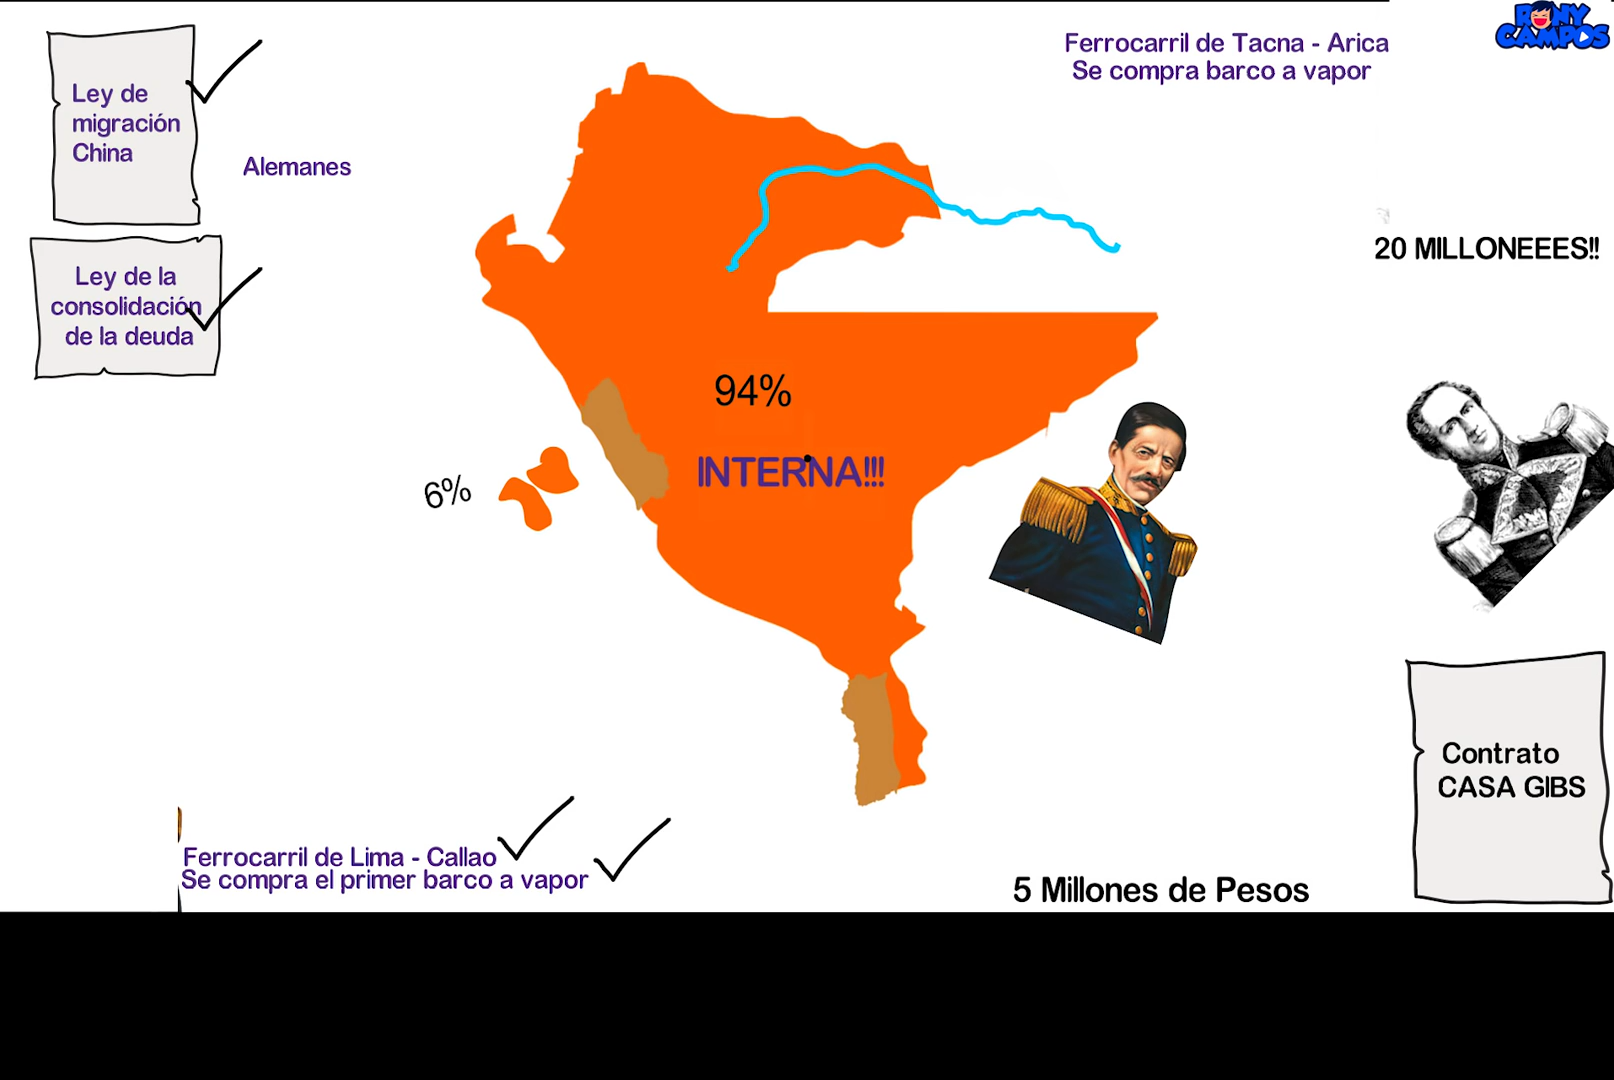 RONY
CAMPOS
Ferrocarril de Tacna - Arica
Se compra barco a vapor
Ley de
migración
China
Alemanes
20 MILLONEEES!!
Ley de la
consolidación
de la deuda
94%
INTERNA!!!
6%
Contrato
CASA GIBS
Ferrocarril de Lima - Callao
Se compra el primer barco a vapor
5 Millones de Pesos